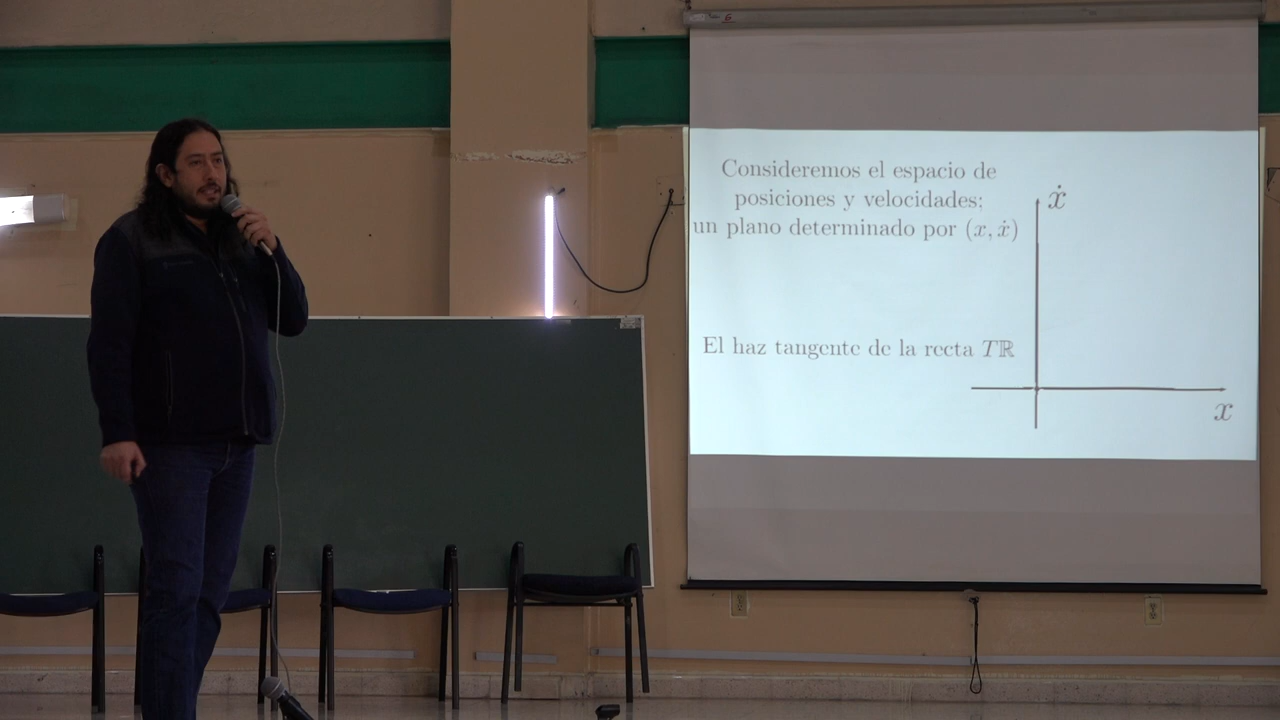 Consideremos el espacio de
posiciones y velocidades;
un plano determinado por (x, ẋ)
ẋ
El haz tangente de la recta Tℝ
x